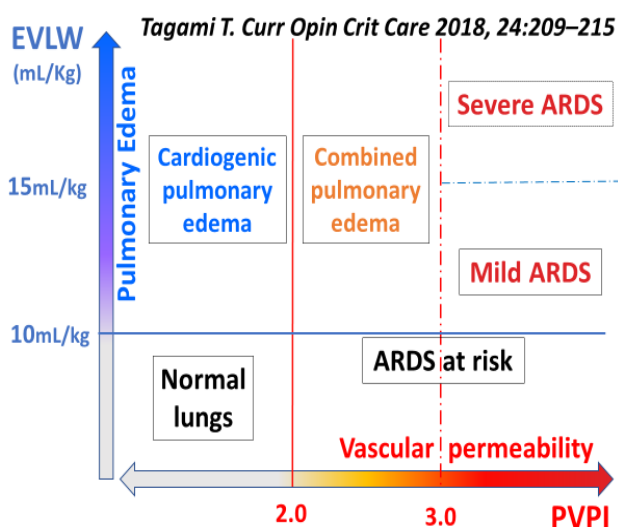 Tagami T. Curr Opin Crit Care 2018, 24:209–215
EVLW
(mL/Kg)
Pulmonary Edema
Severe ARDS
Cardiogenic
pulmonary
edema
Combined
pulmonary
edema
15mL/kg
Mild ARDS
10mL/kg
ARDS at risk
Normal
lungs
Vascular permeability
2.0
3.0
PVPI